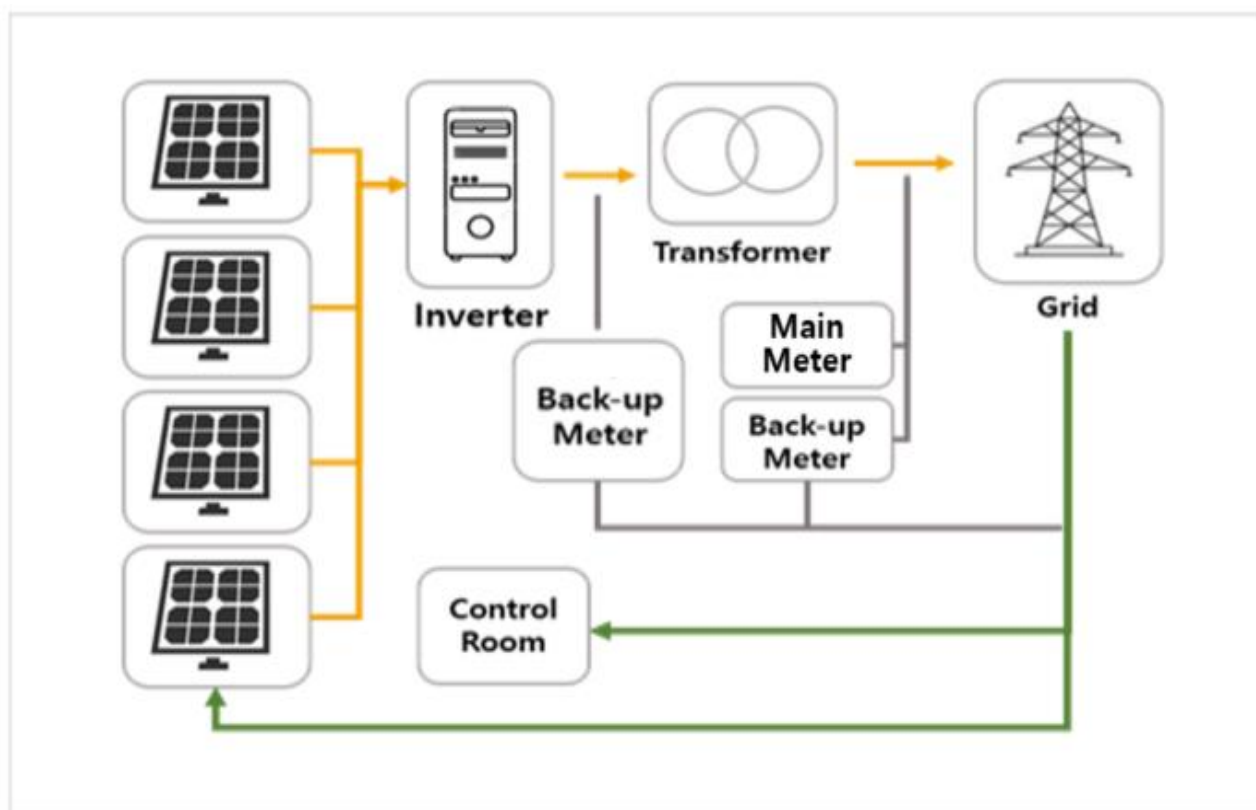 Inverter
Transformer
Grid
Main
Meter
Back-up
Meter
Back-up
Meter
Control
Room